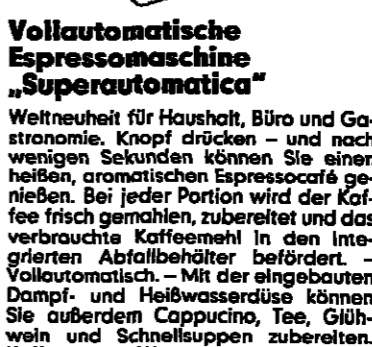 Vollautomatische
Espressomaschine
„Superautomatica“
Weltneuheit für Haushalt, Büro und Ga-
stronomie. Knopf drücken – und nach
wenigen Sekunden können Sie einen
heißen, aromatischen Espressocafé ge-
nießen. Bei jeder Portion wird der Kaf-
fee frisch gemahlen, zubereitet und das
verbrauchte Kaffeemehl in den inte-
grierten Abfallbehälter befördert. –
Vollautomatisch. – Mit der eingebauten
Dampf- und Heißwasserdüse können
Sie außerdem Cappucino, Tee, Glüh-
wein und Schnellsuppen zubereiten.